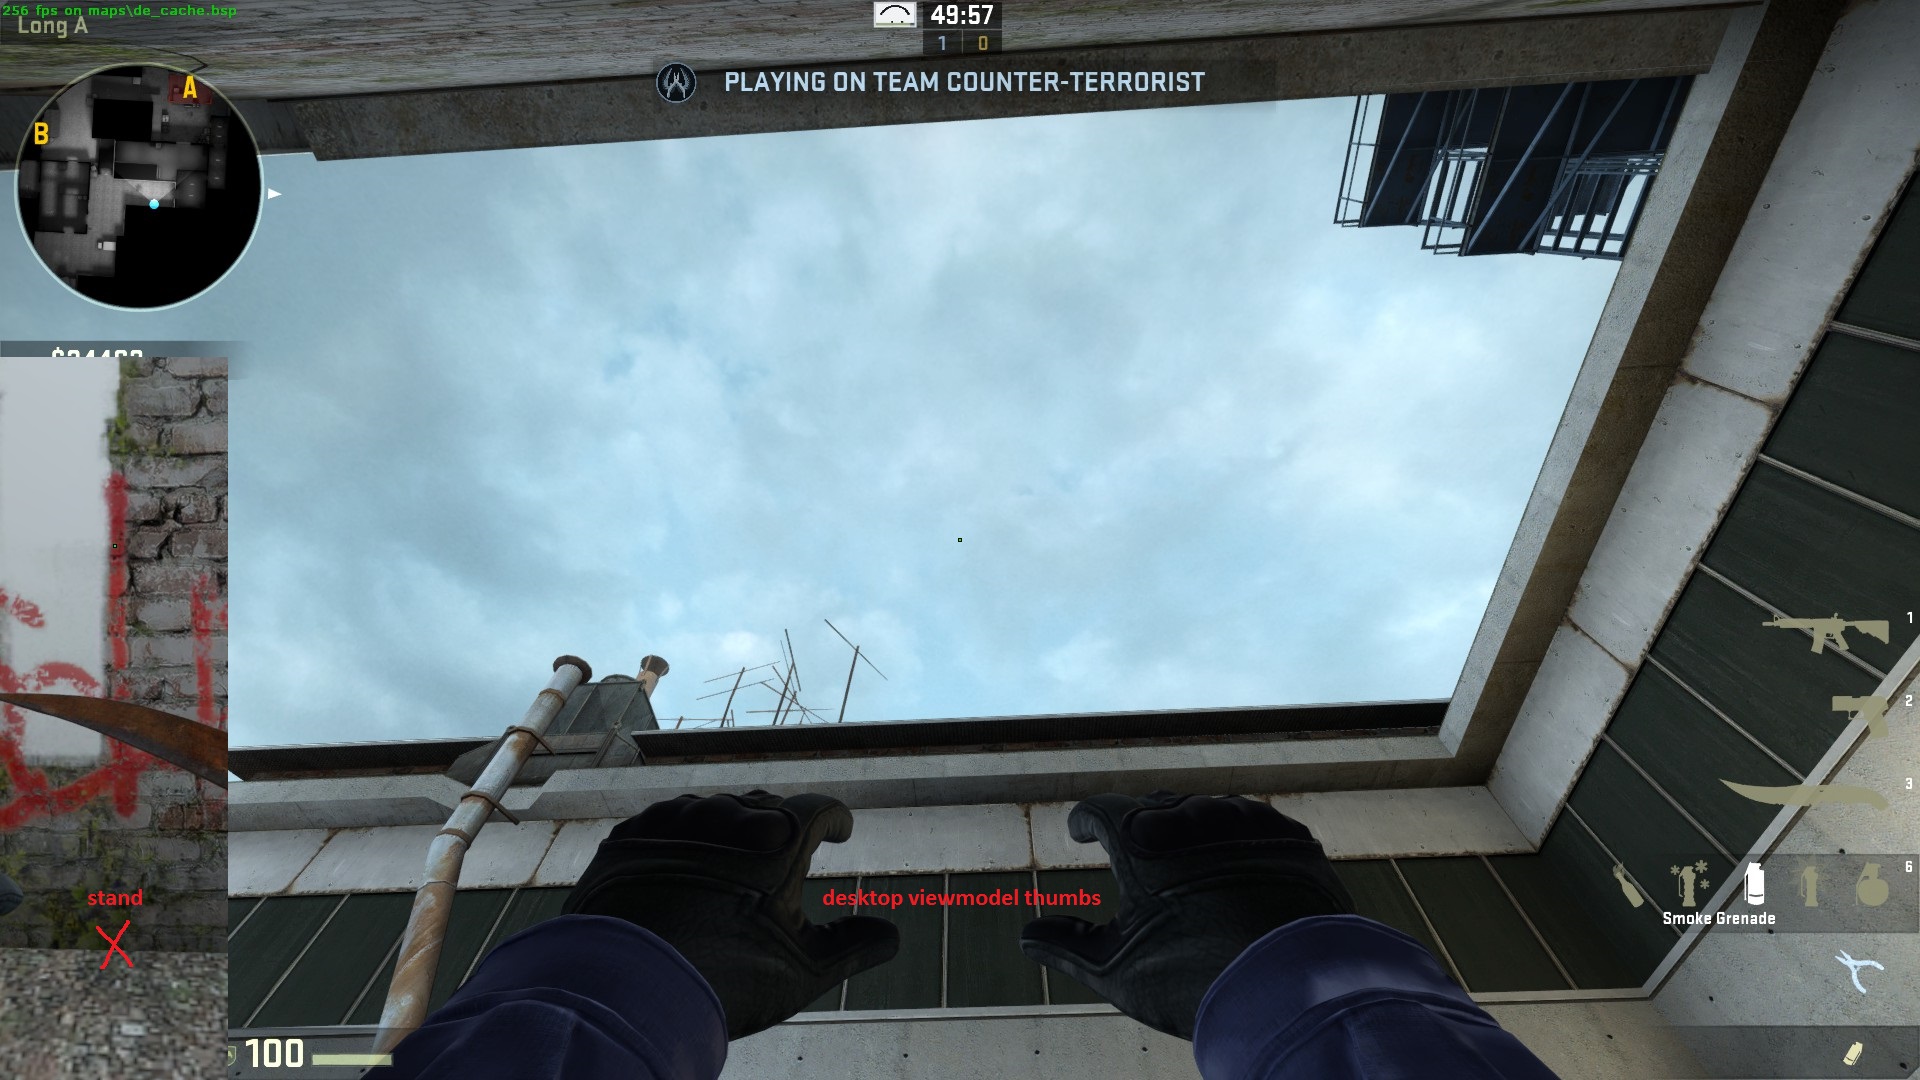 256 fps on maps\de_cache.bsp
Long A
49:57
1 0
PLAYING ON TEAM COUNTER-TERRORIST
A
B
1
2
3
6
Smoke Grenade
stand
desktop viewmodel thumbs
100